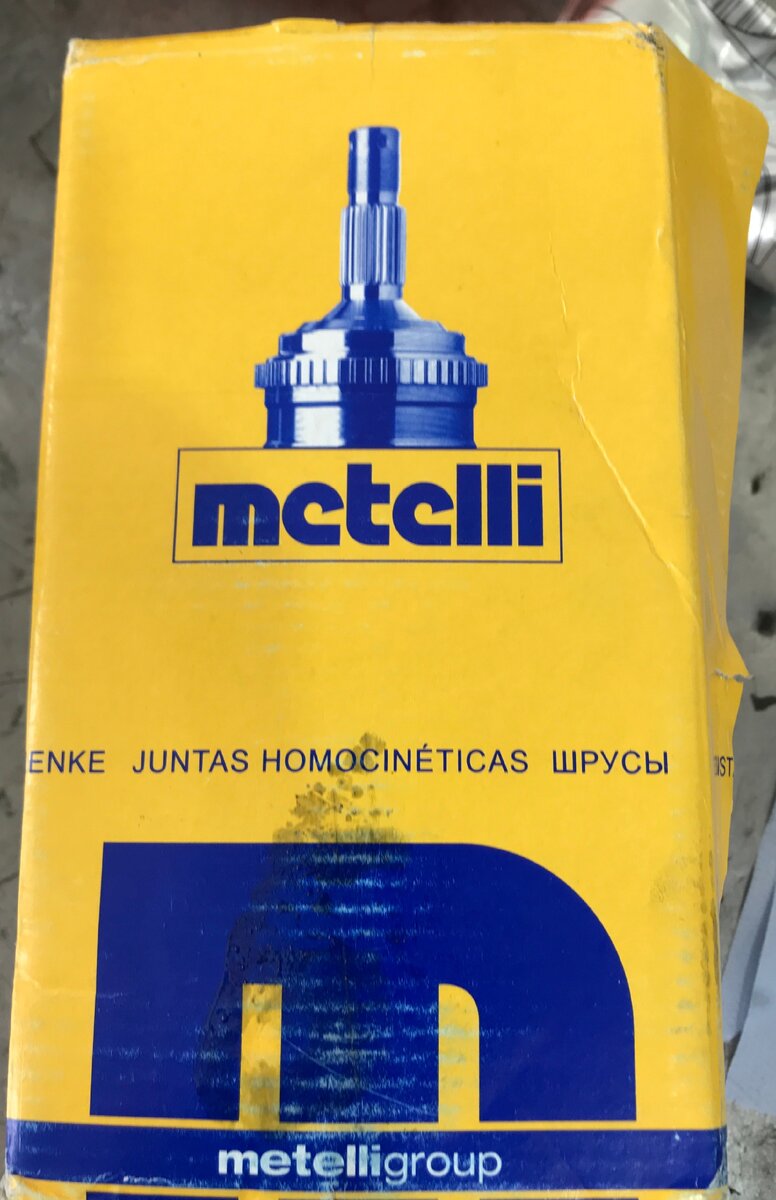 metelli
ENKE JUNTAS HOMOCINÉTICAS ШРУСЫ
metelligroup